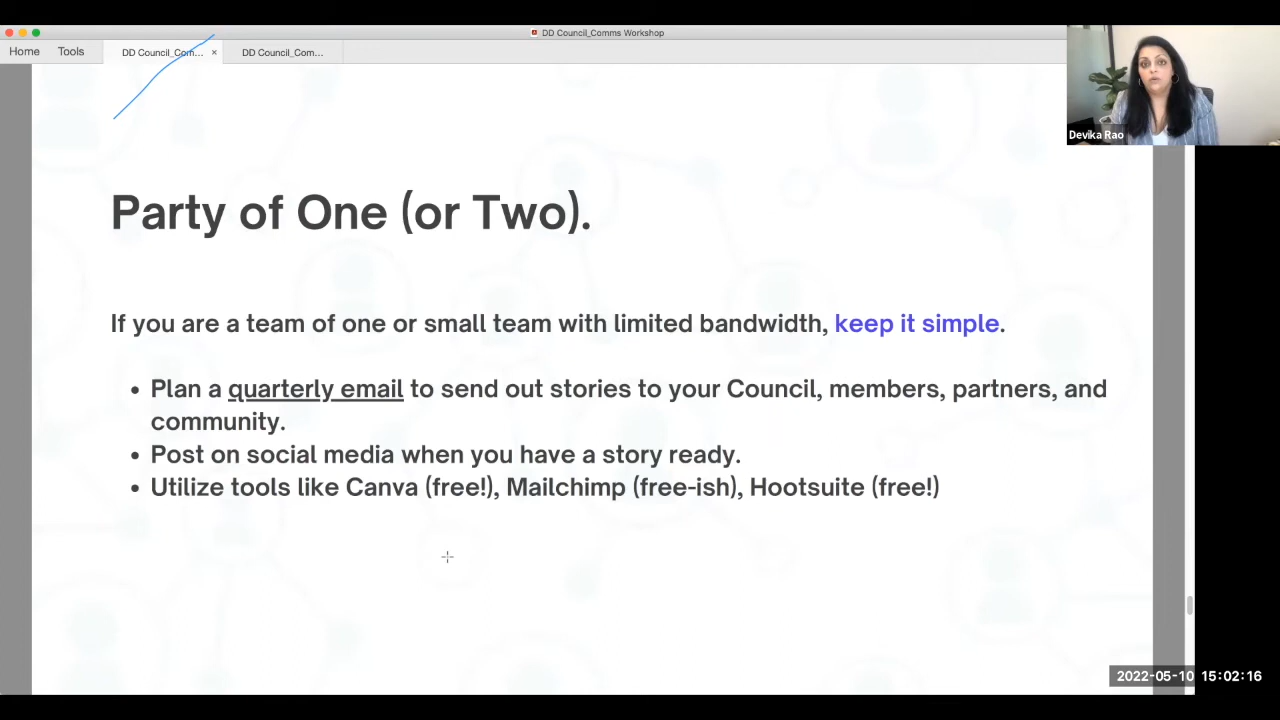 DD Council_Comms Workshop
Home Tools DD Council_Com... × DD Council_Com...
Devika Rao
Party of One (or Two).
If you are a team of one or small team with limited bandwidth, keep it simple.
• Plan a quarterly email to send out stories to your Council, members, partners, and
community.
• Post on social media when you have a story ready.
• Utilize tools like Canva (free!), Mailchimp (free-ish), Hootsuite (free!)
2022-05-10 15:02:16